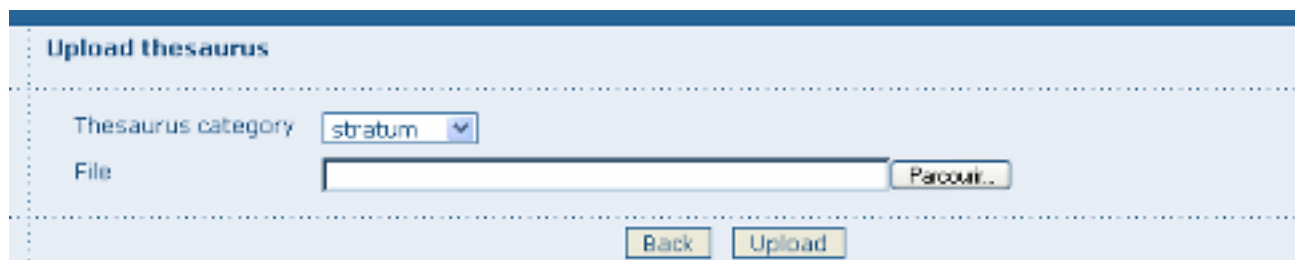 Upload thesaurus
Thesaurus category stratum
File Parcourir...
Back Upload